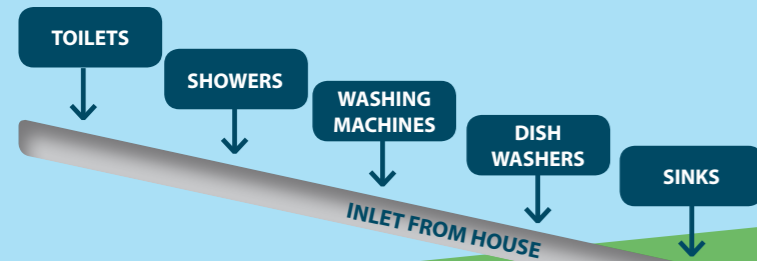 TOILETS
SHOWERS
WASHING
MACHINES
DISH
WASHERS
SINKS
INLET FROM HOUSE